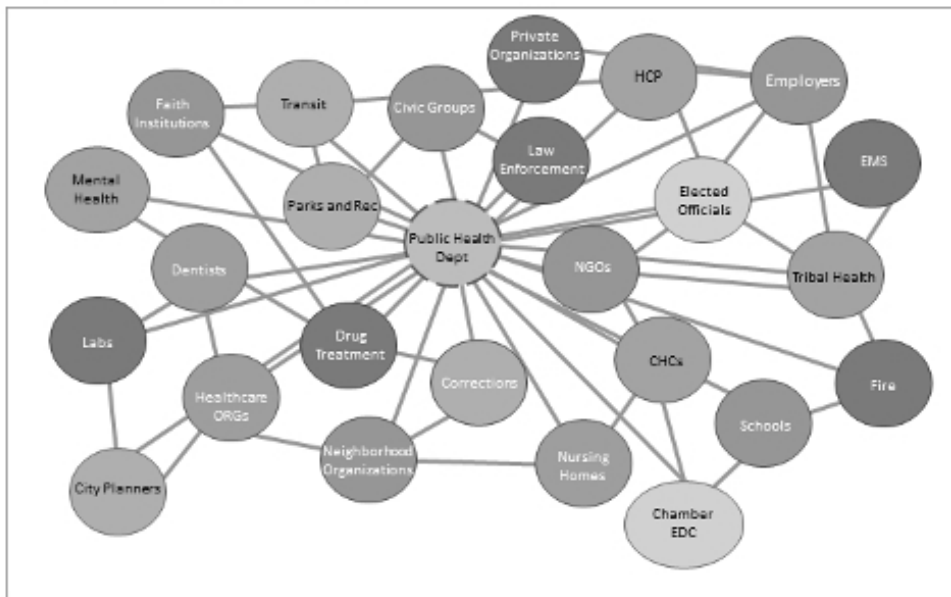 Private
Organizations
HCP
Employers
Faith
Institutions
Transit
Civic Groups
Law
Enforcement
EMS
Mental
Health
Parks and Rec
Elected
Officials
Public Health
Dept
Dentists
NGOs
Tribal Health
Labs
Drug
Treatment
CHCs
Corrections
Fire
Healthcare
ORGs
Schools
Neighborhood
Organizations
Nursing
Homes
City Planners
Chamber
EDC